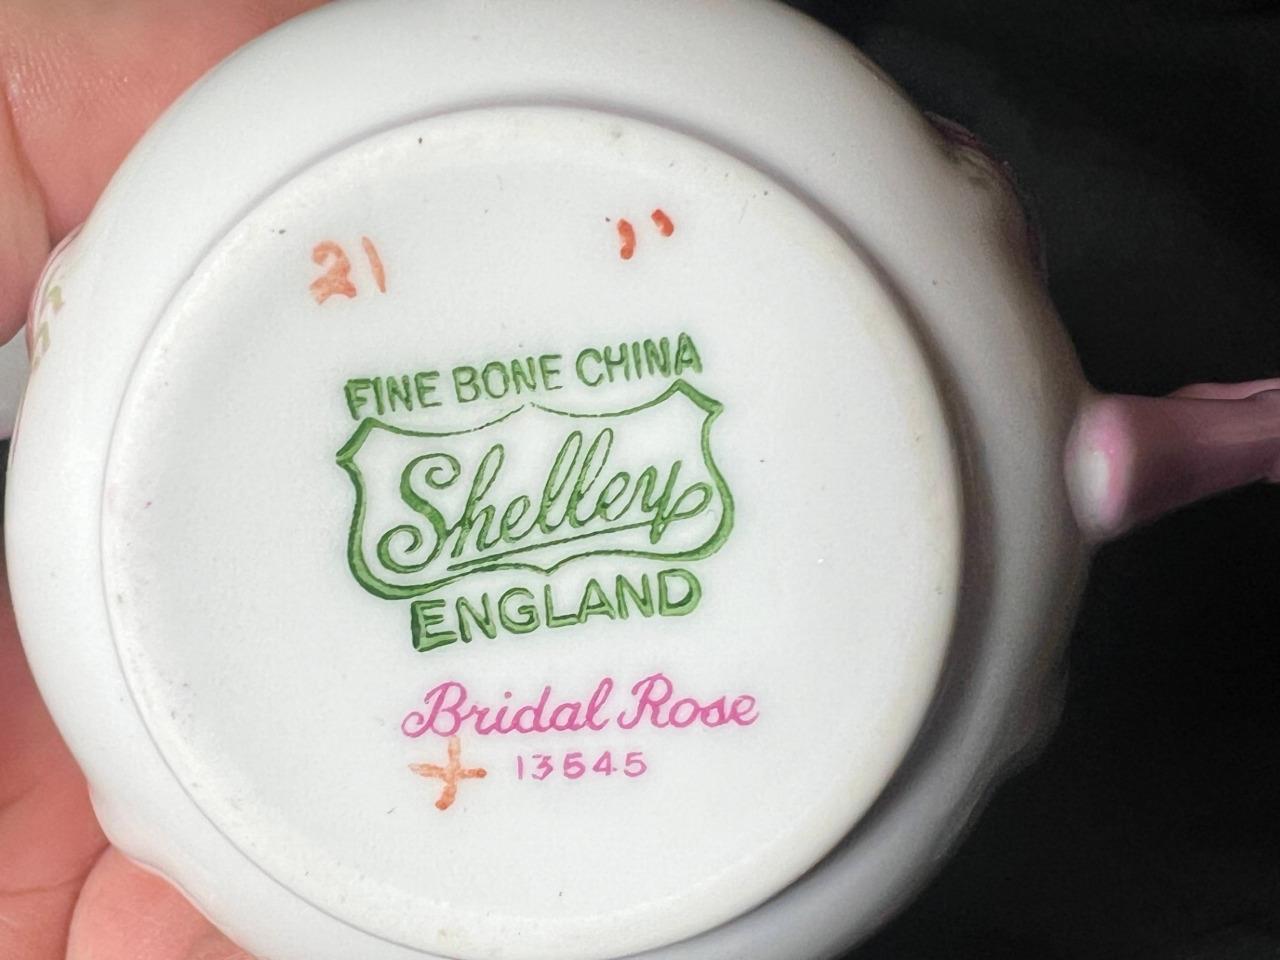 21
FINE BONE CHINA
Shelley
ENGLAND
Bridal Rose
13545